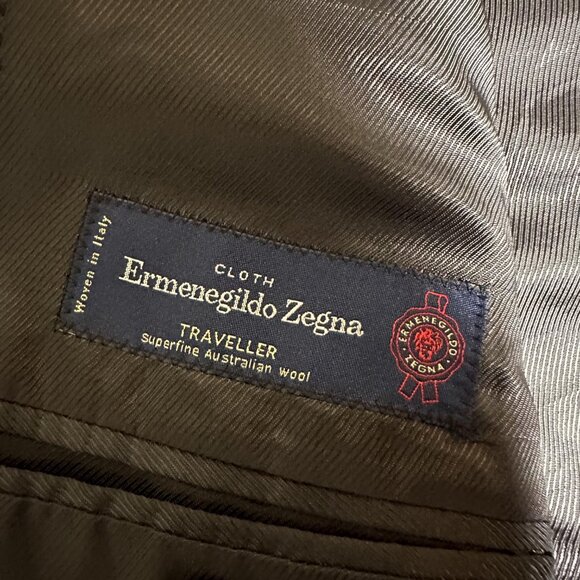 Woven in Italy
CLOTH
Ermenegildo Zegna
TRAVELLER
Superfine Australian wool
ERMENEGILDO
ZEGNA